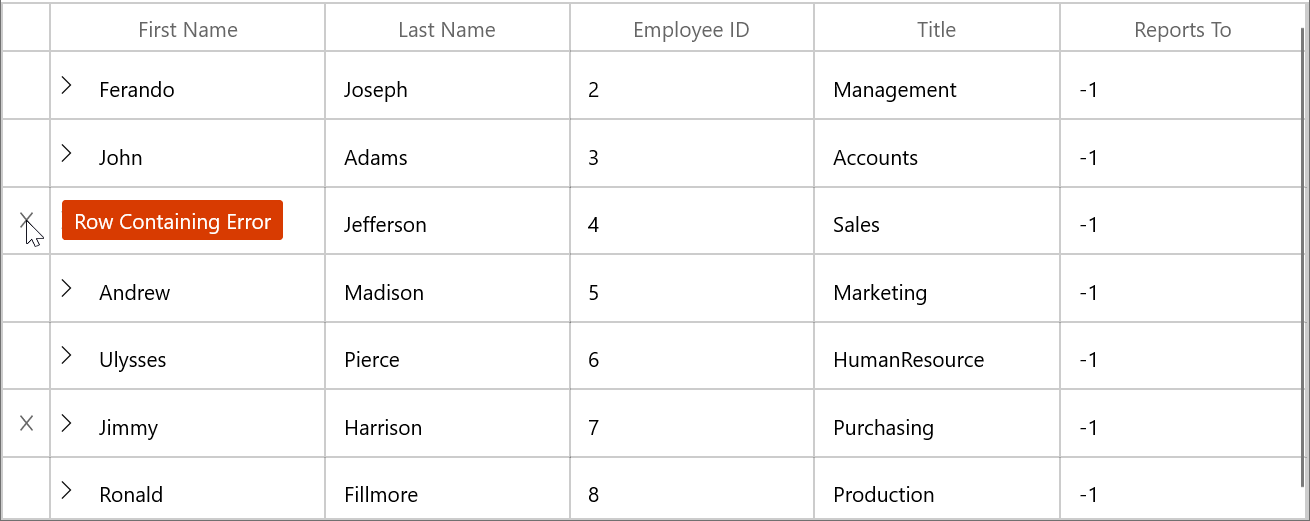 First Name Last Name Employee ID Title Reports To
Ferando Joseph 2 Management -1
John Adams 3 Accounts -1
Row Containing Error Jefferson 4 Sales -1
Andrew Madison 5 Marketing -1
Ulysses Pierce 6 HumanResource -1
Jimmy Harrison 7 Purchasing -1
Ronald Fillmore 8 Production -1